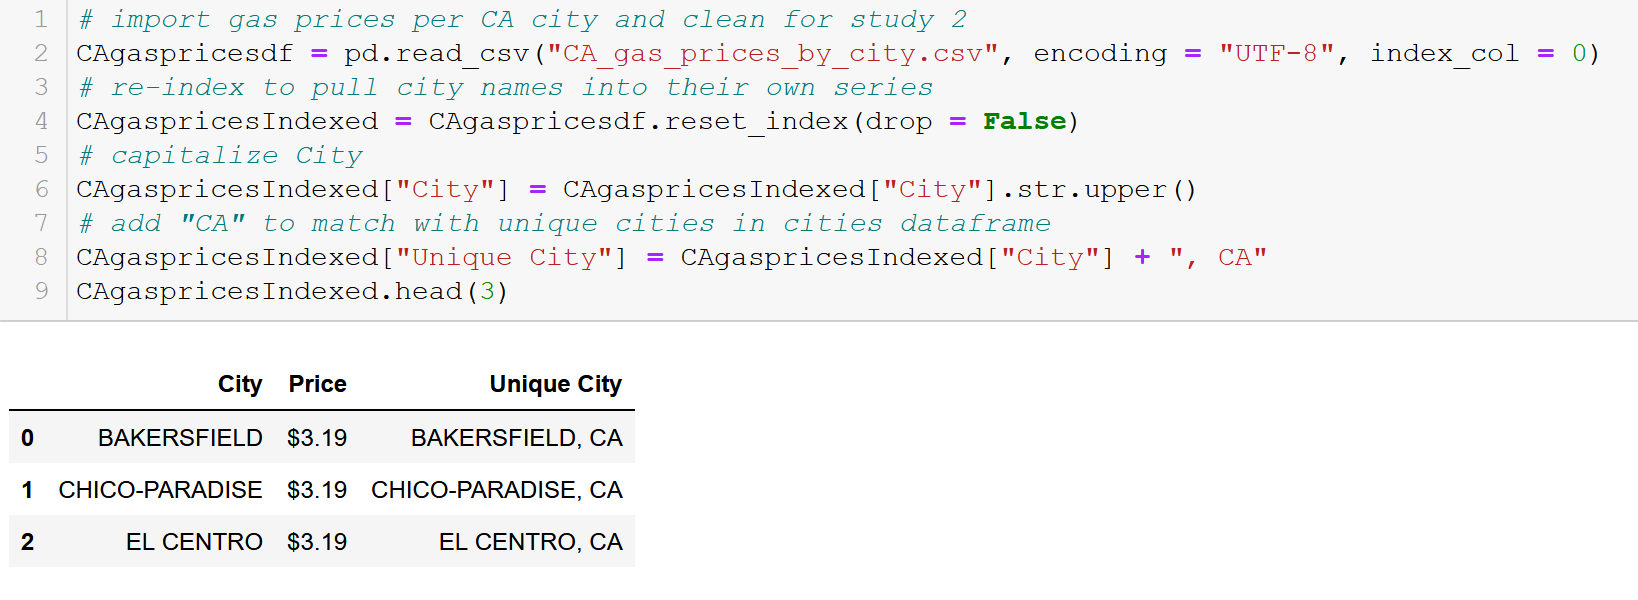 1 # import gas prices per CA city and clean for study 2
2 CAgaspricesdf = pd.read_csv("CA_gas_prices_by_city.csv", encoding = "UTF-8", index_col = 0)
3 # re-index to pull city names into their own series
4 CAgaspricesIndexed = CAgaspricesdf.reset_index(drop = False)
5 # capitalize City
6 CAgaspricesIndexed["City"] = CAgaspricesIndexed["City"].str.upper()
7 # add "CA" to match with unique cities in cities dataframe
8 CAgaspricesIndexed["Unique City"] = CAgaspricesIndexed["City"] + ", CA"
9 CAgaspricesIndexed.head(3)
City Price Unique City
0 BAKERSFIELD $3.19 BAKERSFIELD, CA
1 CHICO-PARADISE $3.19 CHICO-PARADISE, CA
2 EL CENTRO $3.19 EL CENTRO, CA